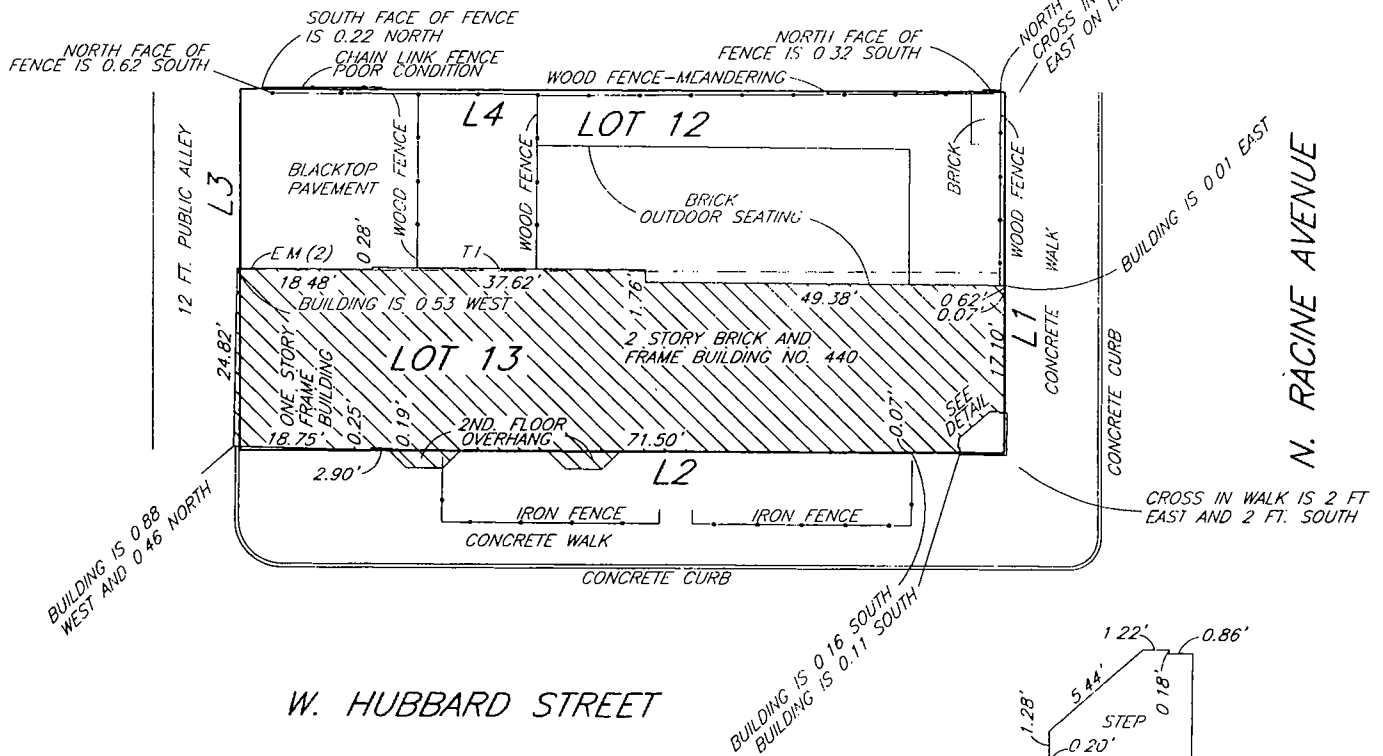 SOUTH FACE OF FENCE
IS 0.22 NORTH
NORTH FACE OF
FENCE IS 0.62 SOUTH
CHAIN LINK FENCE
POOR CONDITION
NORTH FACE OF
FENCE IS 0.32 SOUTH
WOOD FENCE-MEANDERING
NORTH
CROSS IN
EAST ON
12 FT. PUBLIC ALLEY
L3
BLACKTOP
PAVEMENT
WOOD FENCE
L4
WOOD FENCE
LOT 12
BRICK
OUTDOOR SEATING
BRICK
WOOD FENCE
CONCRETE WALK
CONCRETE CURB
N. RACINE AVENUE
BUILDING IS 0.01 EAST
E M (2)
0.28'
T I
18.48'
37.62'
1.76'
49.38'
0.62'
0.07'
BUILDING IS 0.53 WEST
24.82'
ONE STORY
FRAME
BUILDING
LOT 13
2 STORY BRICK AND
FRAME BUILDING NO. 440
17.10'
L1
SEE
DETAIL
18.75'
0.25'
0.19'
2ND. FLOOR
OVERHANG
71.50'
0.07'
2.90'
L2
IRON FENCE
IRON FENCE
CONCRETE WALK
CONCRETE CURB
CROSS IN WALK IS 2 FT
EAST AND 2 FT. SOUTH
BUILDING IS 0.88
WEST AND 0.46 NORTH
BUILDING IS 0.16 SOUTH
BUILDING IS 0.11 SOUTH
W. HUBBARD STREET
1.22'
0.86'
5.44'
0.18'
1.28'
STEP
0.20'